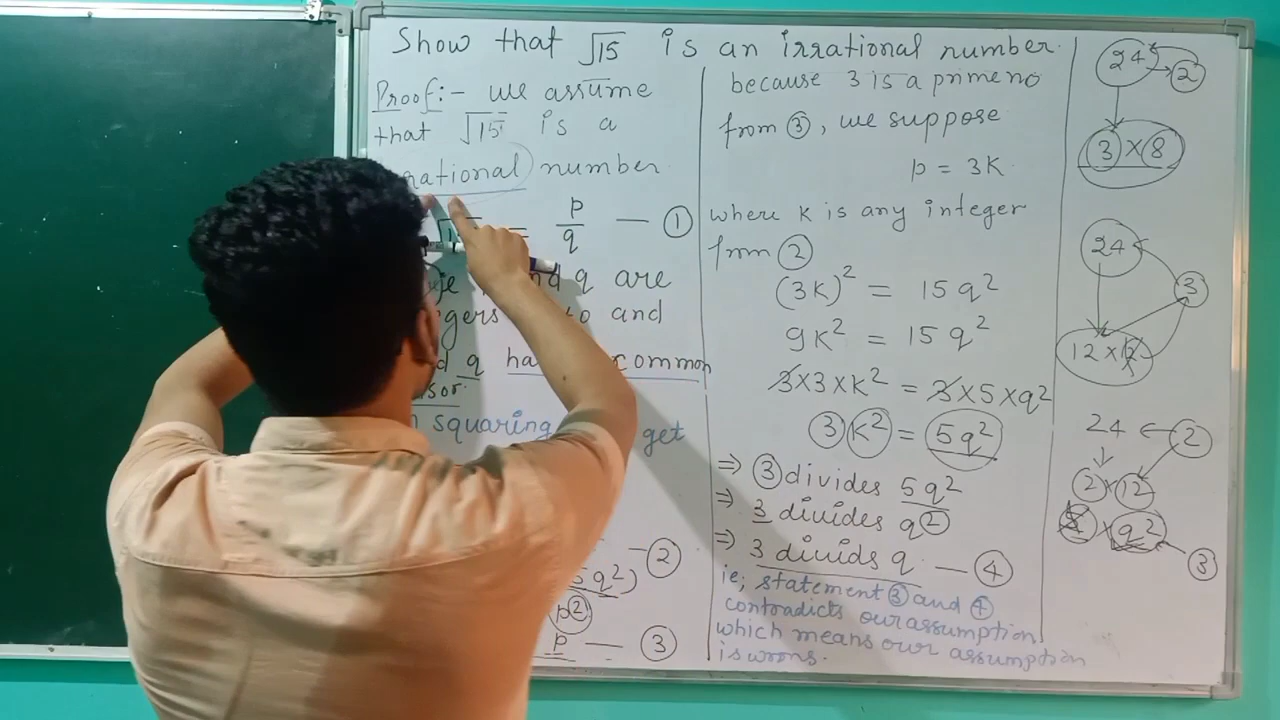 Show that √15 is an irrational number.
Proof:- we assume
that √15 is a
rational number
= p/q — ①
and q are
and
q common
squaring get
— ②
q²)
p²
p — ③
because 3 is a prime no
from ③, we suppose
p = 3K.
where K is any integer
from ②
(3K)² = 15q²
9K² = 15q²
3×3×K² = 3×5×q²
3K² = 5q²
⇒ 3 divides 5q²
⇒ 3 divides q²
⇒ 3 divids q. — ④
ie; statement ③ and ④
contradicts our assumption
which means our assumption
is wrong.
24 2
3×8
24
3
12×
24 2
2×12
×q²
3